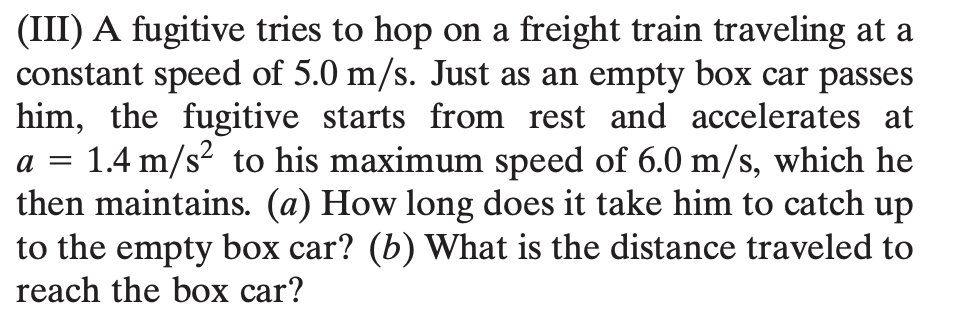 (III) A fugitive tries to hop on a freight train traveling at a
constant speed of 5.0 m/s. Just as an empty box car passes
him, the fugitive starts from rest and accelerates at
a = 1.4 m/s² to his maximum speed of 6.0 m/s, which he
then maintains. (a) How long does it take him to catch up
to the empty box car? (b) What is the distance traveled to
reach the box car?